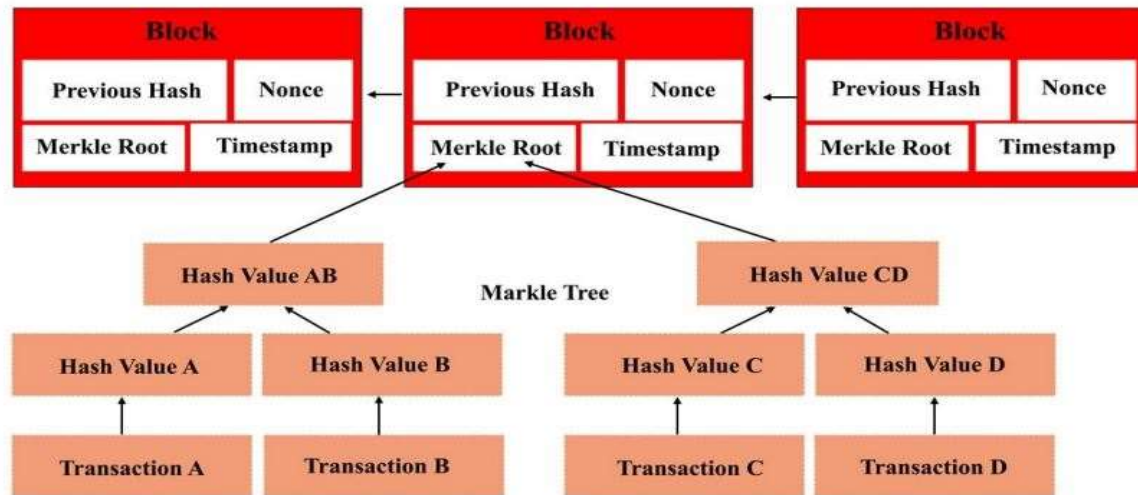 Block
Block
Block
Previous Hash Nonce
Previous Hash Nonce
Previous Hash Nonce
Merkle Root Timestamp
Merkle Root Timestamp
Merkle Root Timestamp
Hash Value AB
Hash Value CD
Markle Tree
Hash Value A
Hash Value B
Hash Value C
Hash Value D
Transaction A
Transaction B
Transaction C
Transaction D